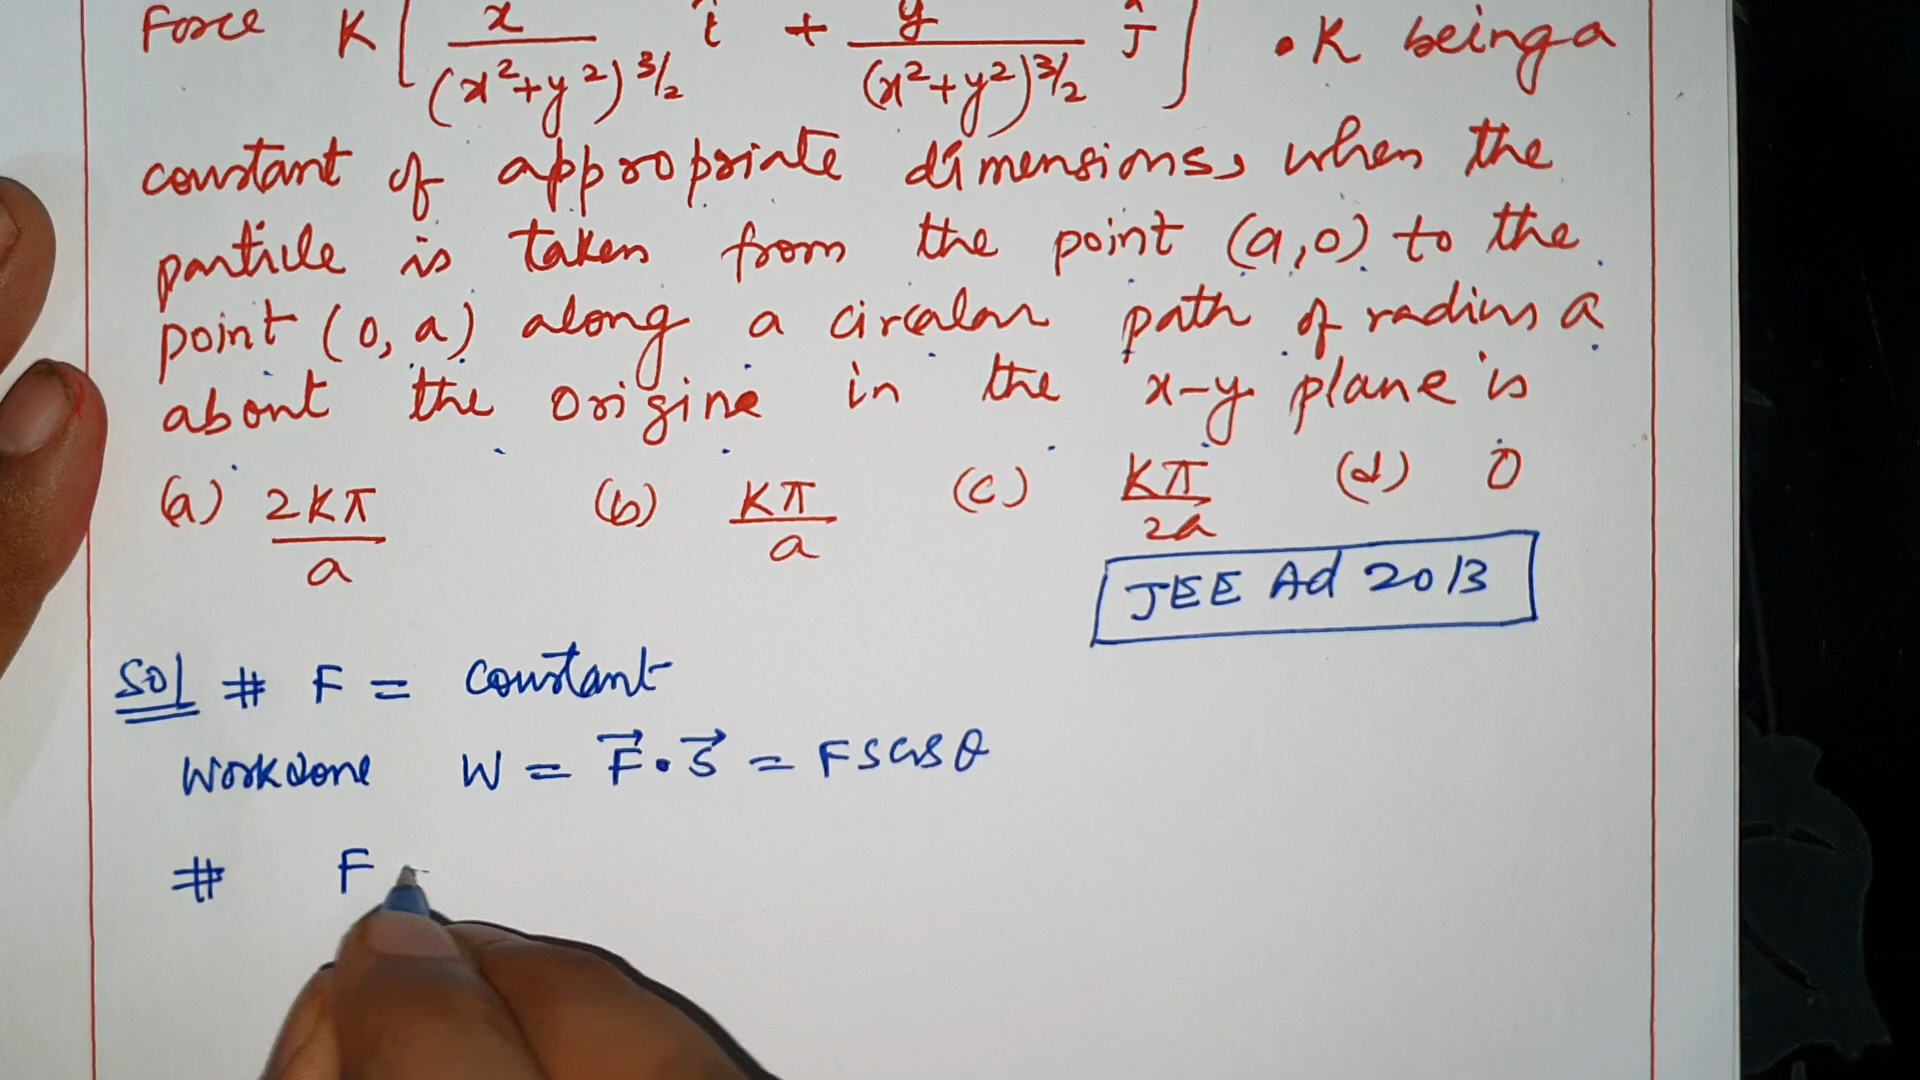 Force K[ x/(x²+y²)^3/2 î + y/(x²+y²)^3/2 ĵ ] . K being a
constant of appropriate dimensions, when the
particle is taken from the point (a,0) to the
point (0,a) along a circular path of radius a
about the origine in the x-y plane is
(a) 2Kπ/a (b) Kπ/a (c) Kπ/2a (d) 0
JEE Ad 2013
Sol # F = constant
Workdone W = F⃗.S⃗ = FScosθ
# F